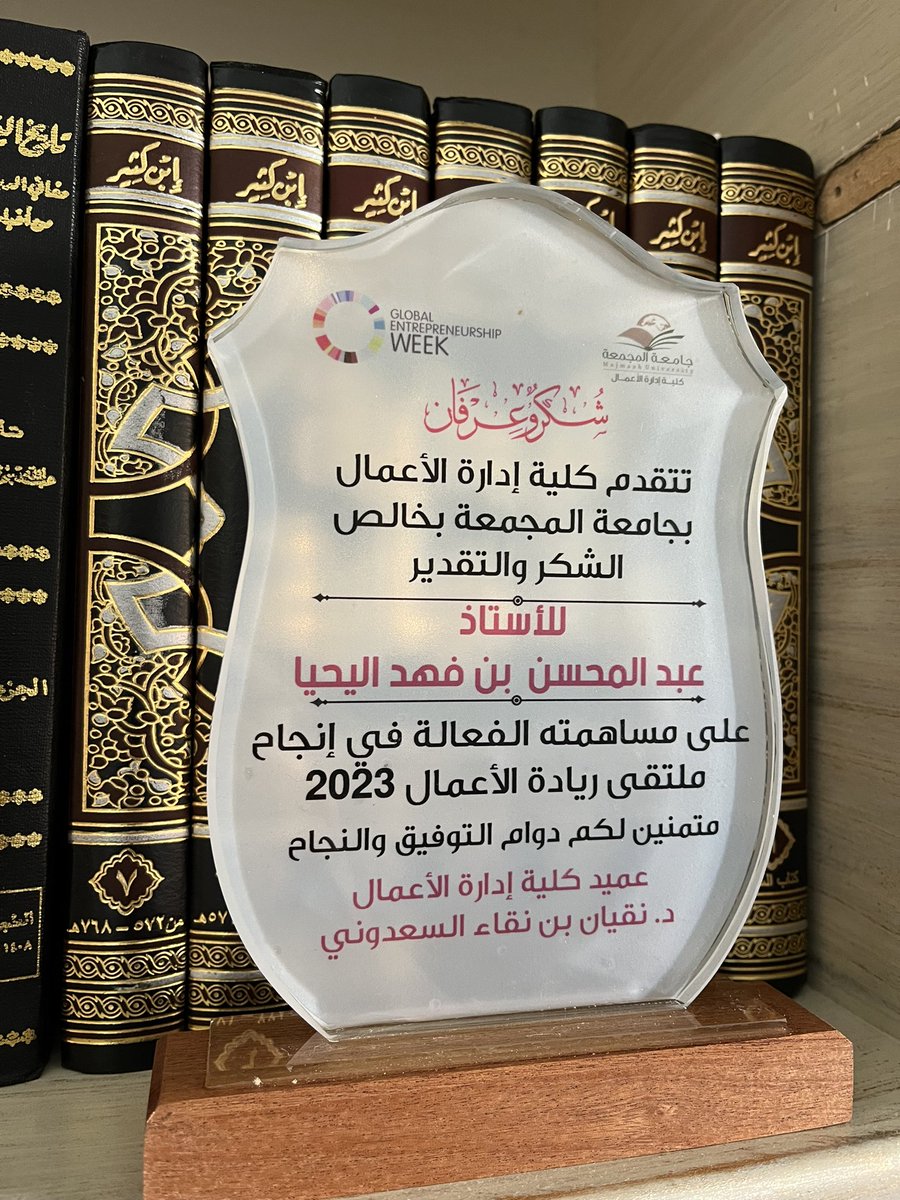 GLOBAL
ENTREPRENEURSHIP
WEEK
جامعة المجمعة
Majmaah University
كلية إدارة الأعمال
شكر وعرفان
تتقدم كلية إدارة الأعمال
بجامعة المجمعة بخالص
الشكر والتقدير
للأستاذ
عبد المحسن بن فهد اليحيا
على مساهمته الفعالة في إنجاح
ملتقى ريادة الأعمال 2023
متمنين لكم دوام التوفيق والنجاح
عميد كلية إدارة الأعمال
د. نقيان بن نقاء السعدوني
ابن كثير
ابن كثير
ابن كثير
ابن كثير
ابن كثير
ابن كثير
٧
٥٧٢ – ٧٦٨هـ